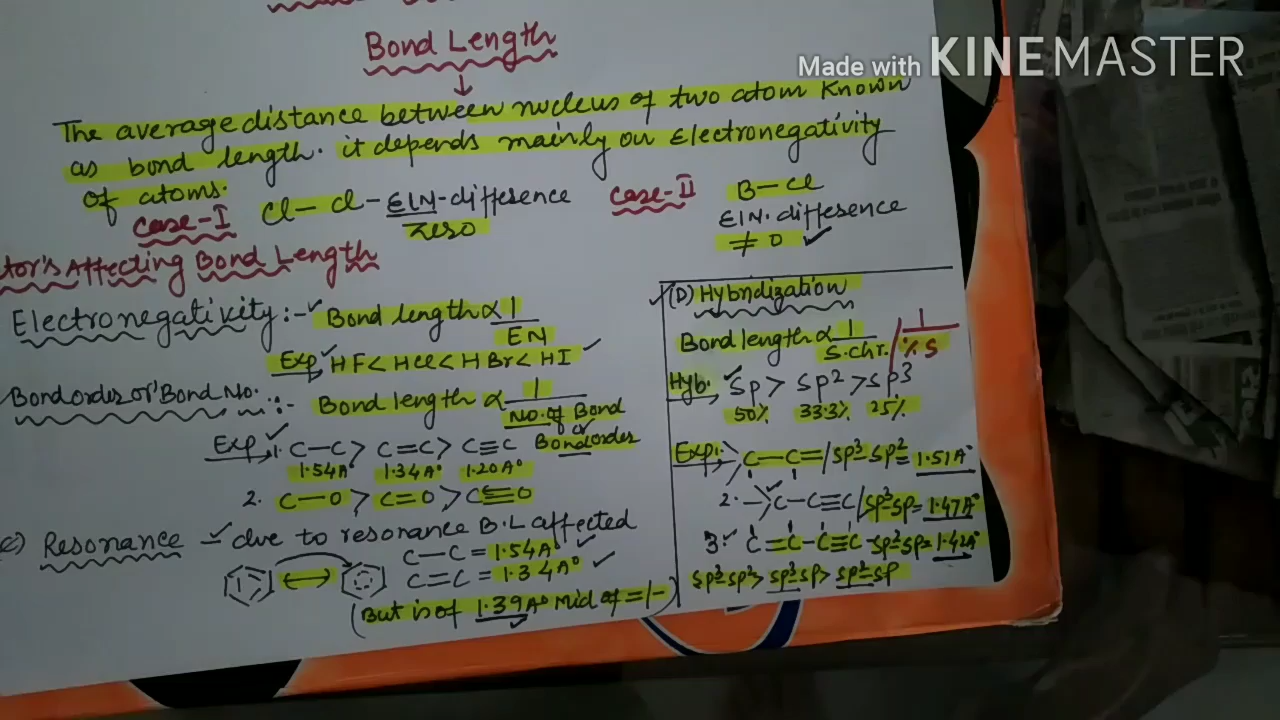 Made with KINEMASTER
Bond Length
↓
The average distance between nucleus of two atom known
as bond length. it depends mainly on Electronegativity
of atoms.
Case-I Cl—Cl - ElN-difference
Zero
Case-II B—Cl
ElN. difference
≠ 0 ✓
tor's Affecting Bond Length
Electronegativity :- ✓ Bond length ∝ 1/EN
Exp ✓ HF < HCl < HBr < HI ✓
Bond order or Bond No. :- Bond length ∝ 1/No. of Bond
or
Bond order
Exp ✓ 1. C—C > C=C > C≡C
1.54A° 1.34A° 1.20A°
2. C—O > C=O > C≡O
(c) Resonance - ✓ due to resonance B.L affected
C—C = 1.54A° ✓
C=C = 1.34A° ✓
(But is of 1.39A° Mid of =/-)
✓ (D) Hybridization
Bond length ∝ 1/S.Chr. / 1/% S
Hyb. ✓ Sp > Sp² > Sp³
50% 33.3% 25%
Exp:- C—C= / Sp³-Sp² = 1.51A°
2. C—C≡C / Sp³-Sp = 1.47A°
3. ✓ C=C-C≡C Sp²-Sp = 1.42A°
Sp³-Sp² > Sp³-Sp > Sp²-Sp